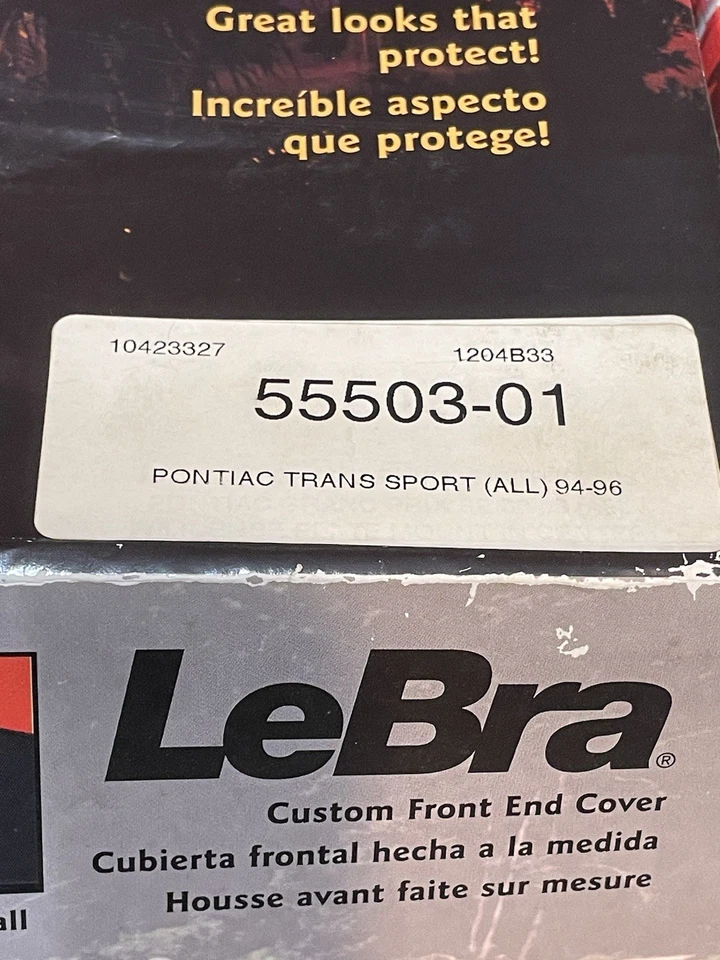 Great looks that
protect!
Increíble aspecto
que protege!
10423327 1204B33
55503-01
PONTIAC TRANS SPORT (ALL) 94-96
LeBra®
Custom Front End Cover
Cubierta frontal hecha a la medida
Housse avant faite sur mesure
all